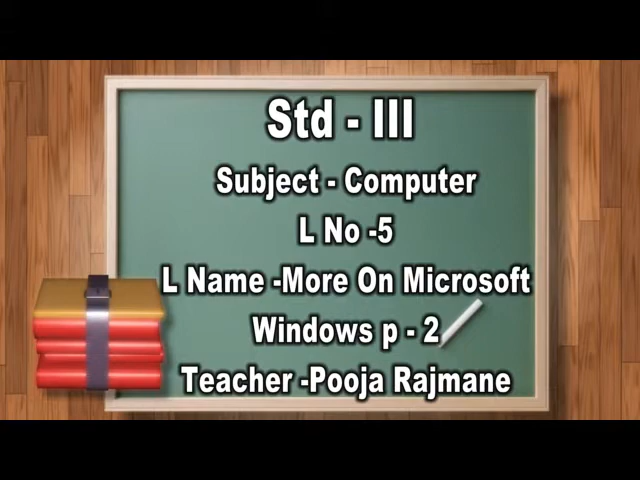 Std - III
Subject - Computer
L No -5
L Name -More On Microsoft
Windows p - 2
Teacher -Pooja Rajmane